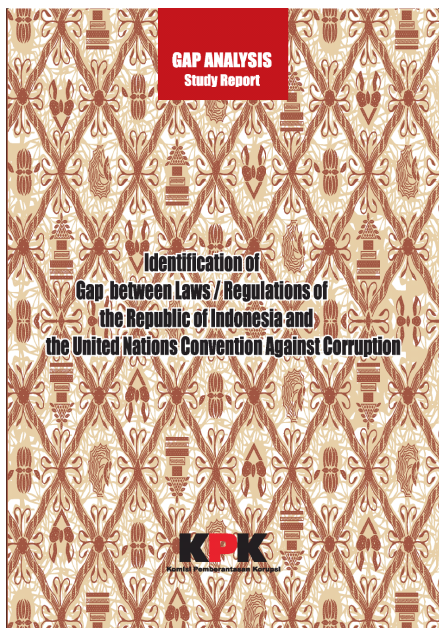 GAP ANALYSIS
Study Report
Identification of
Gap between Laws / Regulations of
the Republic of Indonesia and
the United Nations Convention Against Corruption
KPK
Komisi Pemberantasan Korupsi